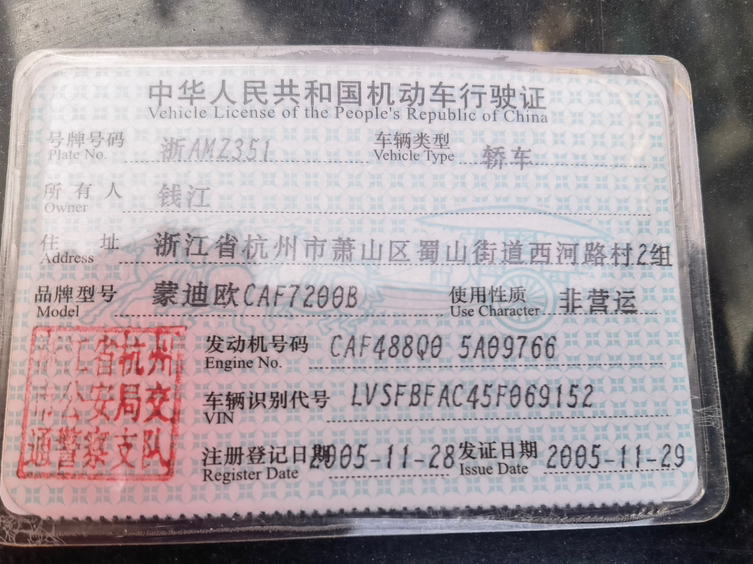 中华人民共和国机动车行驶证
Vehicle License of the People's Republic of China
号牌号码 浙AMZ351 车辆类型 轿车
Plate No. Vehicle Type
所有人 钱江
Owner
住址 浙江省杭州市萧山区蜀山街道西河路村2组
Address
品牌型号 蒙迪欧CAF7200B 使用性质 非营运
Model Use Character
发动机号码 CAF488Q0 5A09766
Engine No.
车辆识别代号 LVSFBFAC45F069152
VIN
注册登记日期 2005-11-28 发证日期 2005-11-29
Register Date Issue Date
浙江省杭州
市公安局交
通警察支队